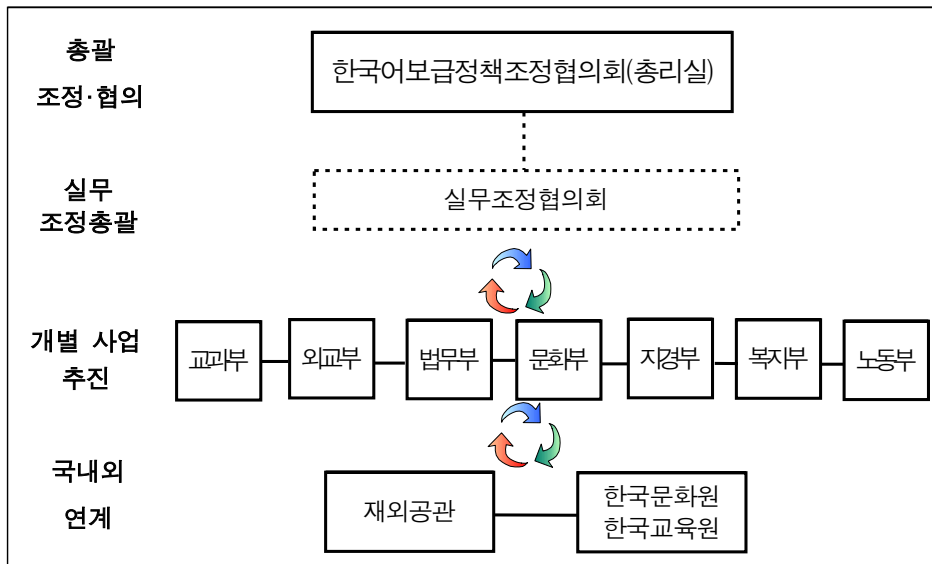 총괄
조정·협의
한국어보급정책조정협의회(총리실)
실무
조정총괄
실무조정협의회
개별 사업
추진
교과부
외교부
법무부
문화부
지경부
복지부
노동부
국내외
연계
재외공관
한국문화원
한국교육원